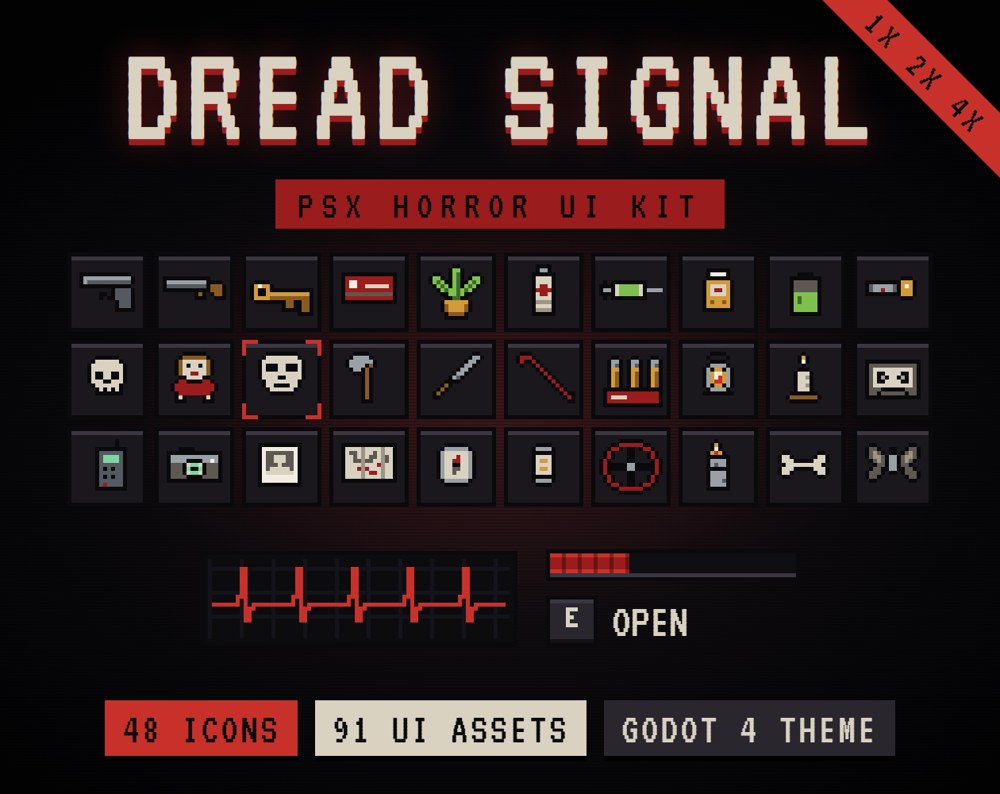 DREAD SIGNAL
1X 2X 4X
PSX HORROR UI KIT
E OPEN
48 ICONS
91 UI ASSETS
GODOT 4 THEME